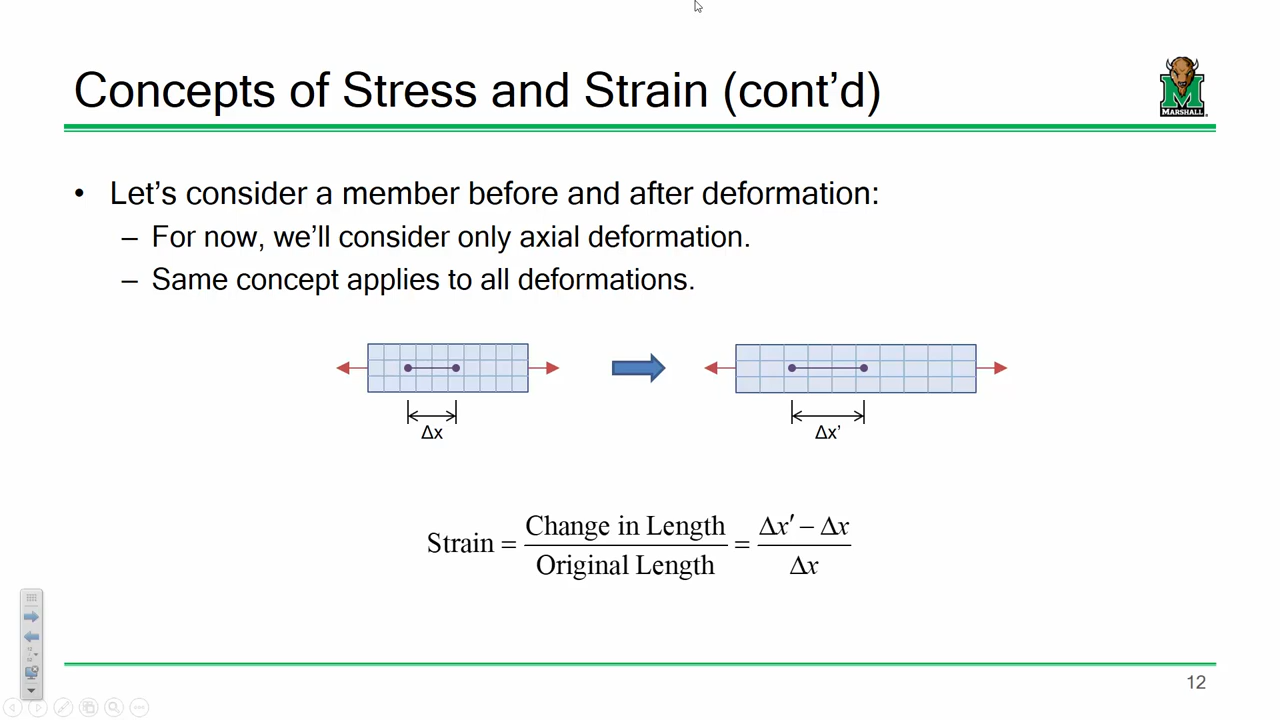 Concepts of Stress and Strain (cont’d)
MARSHALL
• Let’s consider a member before and after deformation:
– For now, we’ll consider only axial deformation.
– Same concept applies to all deformations.
Δx
Δx’
Strain = Change in Length / Original Length = Δx′ − Δx / Δx
12